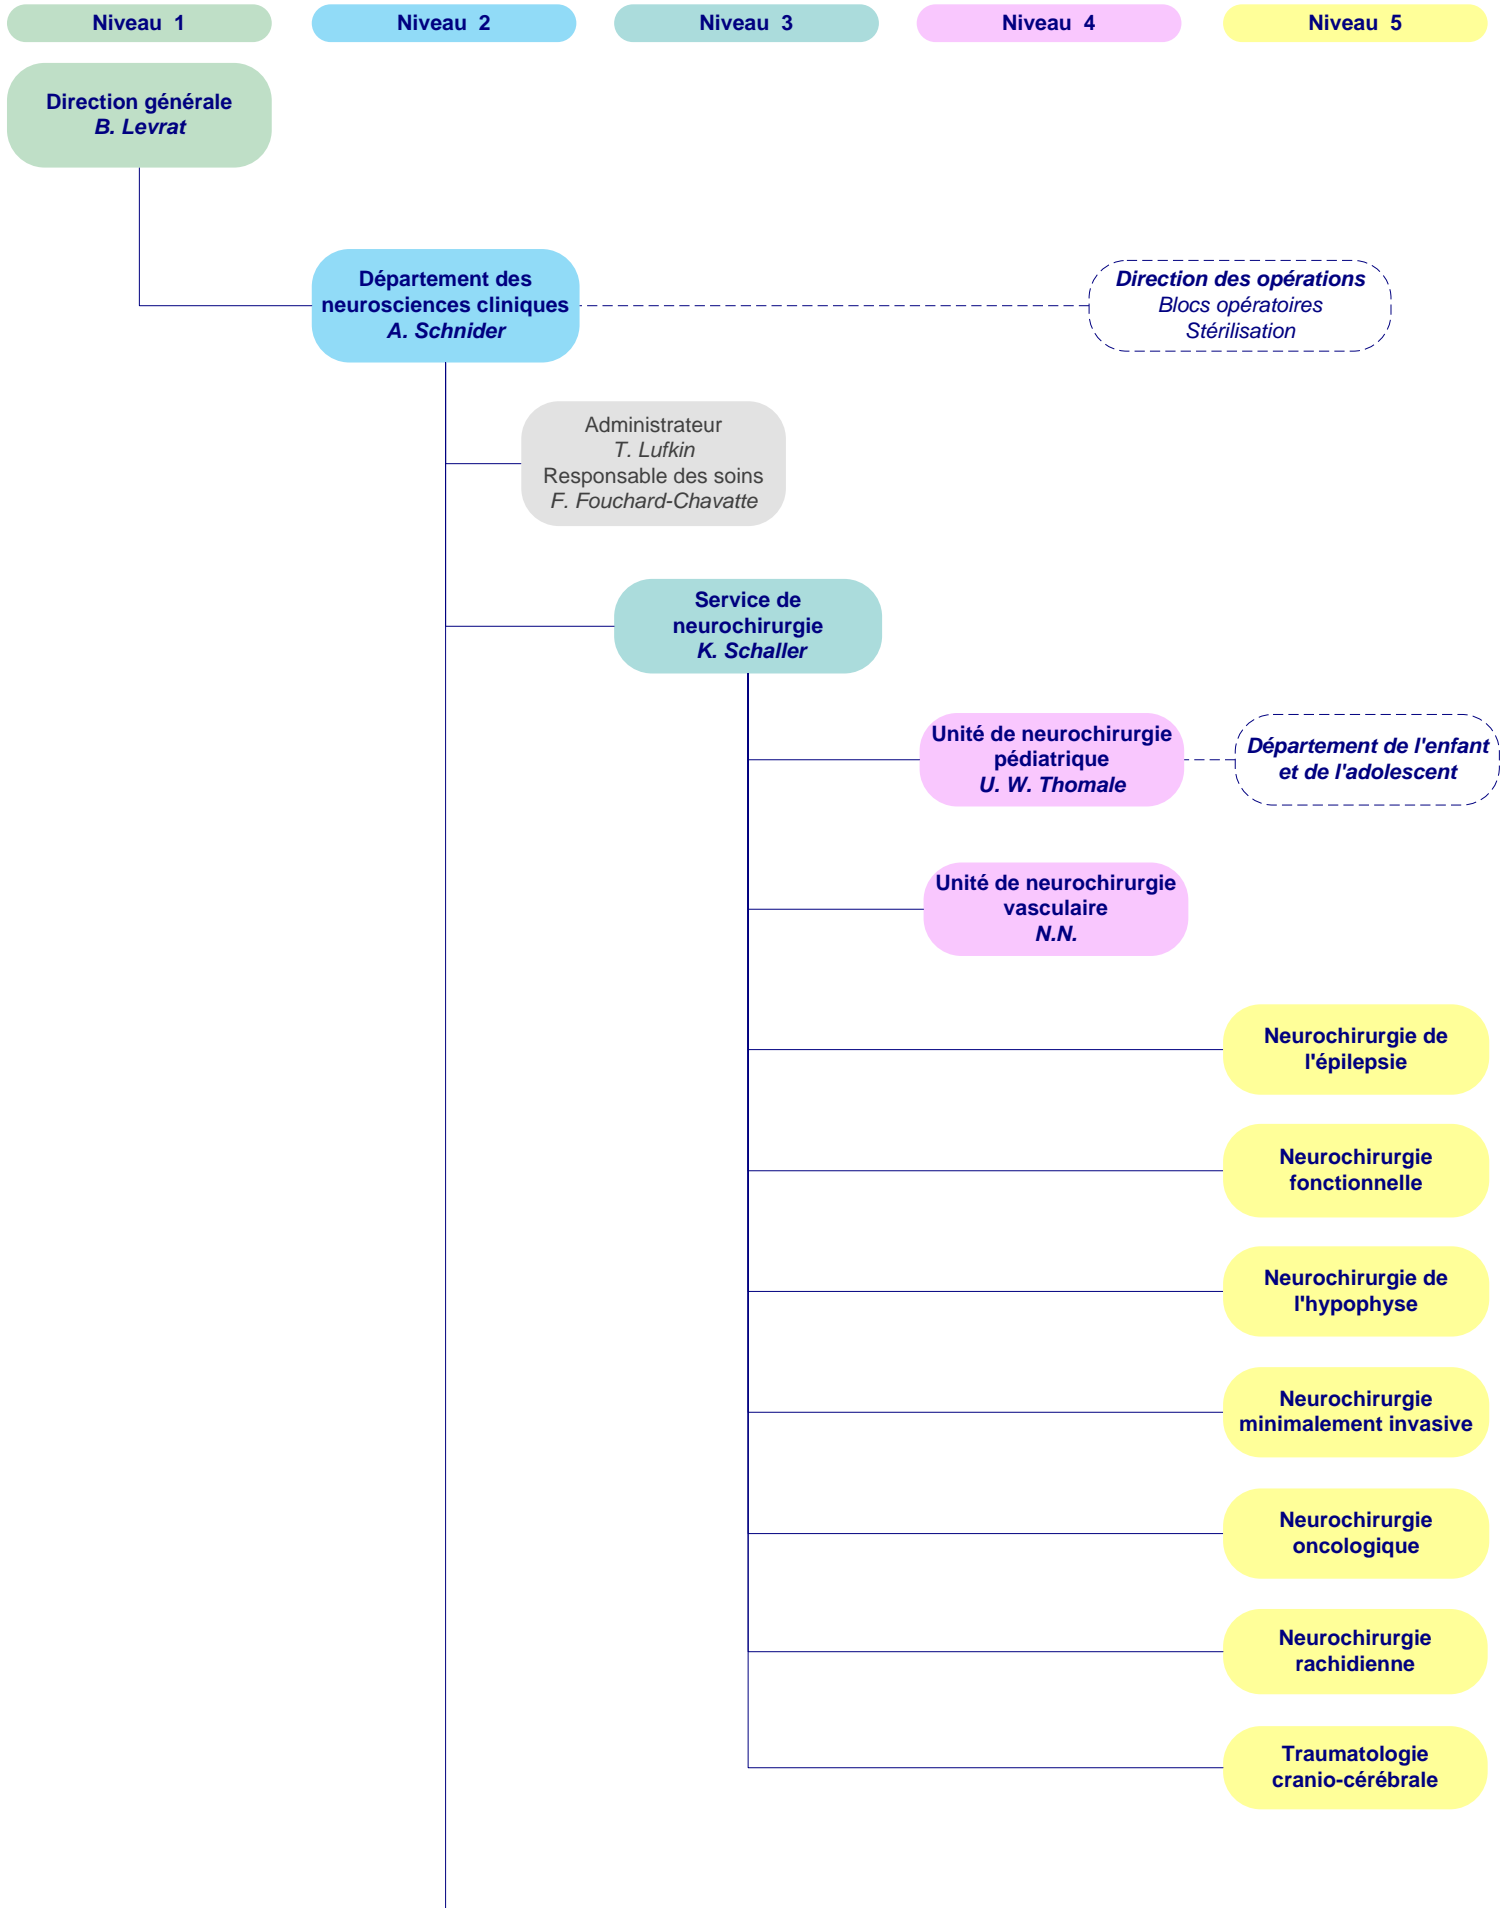 Niveau 1
Niveau 2
Niveau 3
Niveau 4
Niveau 5
Direction générale
B. Levrat
Département des
neurosciences cliniques
A. Schnider
Direction des opérations
Blocs opératoires
Stérilisation
Administrateur
T. Lufkin
Responsable des soins
F. Fouchard-Chavatte
Service de
neurochirurgie
K. Schaller
Unité de neurochirurgie
pédiatrique
U. W. Thomale
Département de l'enfant
et de l'adolescent
Unité de neurochirurgie
vasculaire
N.N.
Neurochirurgie de
l'épilepsie
Neurochirurgie
fonctionnelle
Neurochirurgie de
l'hypophyse
Neurochirurgie
minimalement invasive
Neurochirurgie
oncologique
Neurochirurgie
rachidienne
Traumatologie
cranio-cérébrale